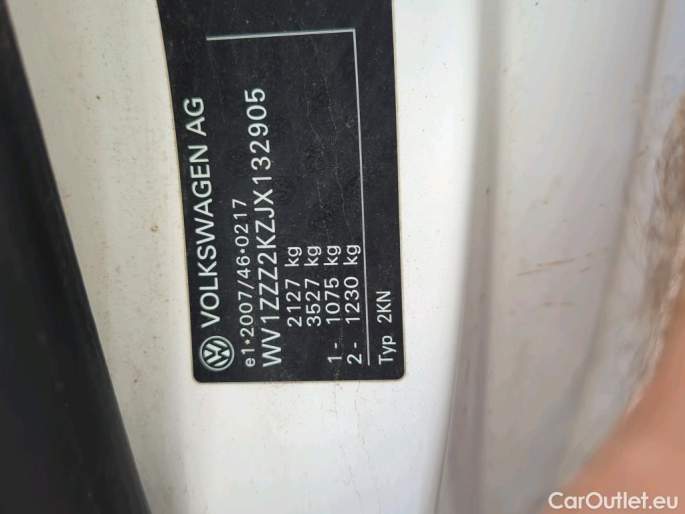 VOLKSWAGEN AG
e1*2007/46*0217
WV1ZZZ2KZJX132905
2127 kg
3527 kg
1- 1075 kg
2- 1230 kg
Typ 2KN
CarOutlet.eu